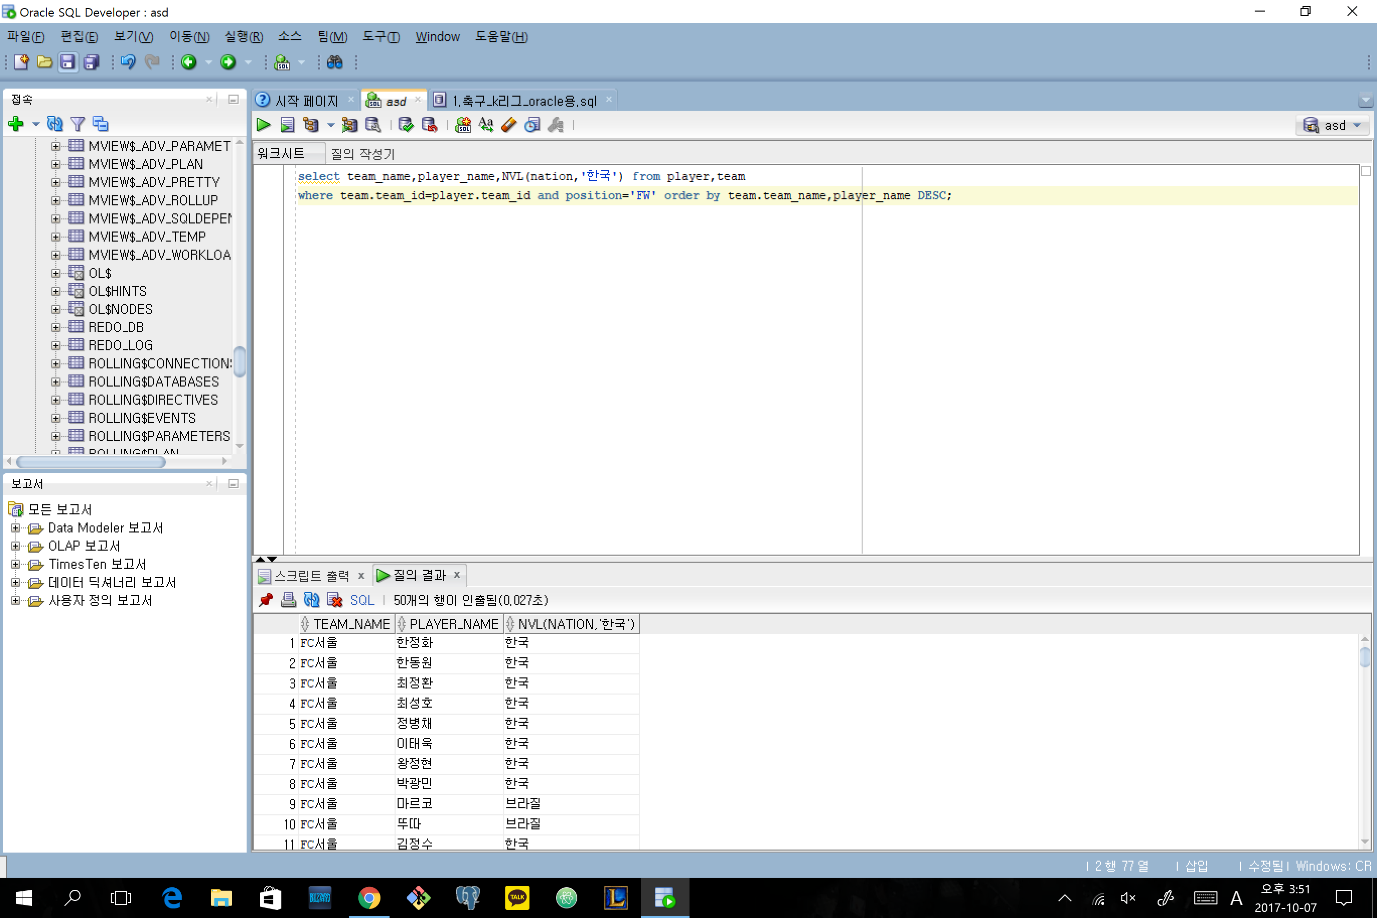 Oracle SQL Developer : asd
파일(F) 편집(E) 보기(V) 이동(N) 실행(R) 소스 팀(M) 도구(T) Window 도움말(H)
접속
시작 페이지 asd 1.축구_k리그_oracle용.sql
asd
워크시트 질의 작성기
MVIEW$_ADV_PARAMET
MVIEW$_ADV_PLAN
MVIEW$_ADV_PRETTY
MVIEW$_ADV_ROLLUP
MVIEW$_ADV_SQLDEPEN
MVIEW$_ADV_TEMP
MVIEW$_ADV_WORKLOA
OL$
OL$HINTS
OL$NODES
REDO_DB
REDO_LOG
ROLLING$CONNECTIONS
ROLLING$DATABASES
ROLLING$DIRECTIVES
ROLLING$EVENTS
ROLLING$PARAMETERS
ROLLING$PLAN
select team_name,player_name,NVL(nation,'한국') from player,team
where team.team_id=player.team_id and position='FW' order by team.team_name,player_name DESC;
보고서
모든 보고서
Data Modeler 보고서
OLAP 보고서
TimesTen 보고서
데이터 딕셔너리 보고서
사용자 정의 보고서
스크립트 출력 x 질의 결과 x
SQL 50개의 행이 인출됨(0,027초)
TEAM_NAME PLAYER_NAME NVL(NATION,'한국')
1 FC서울 한정화 한국
2 FC서울 한동원 한국
3 FC서울 최정환 한국
4 FC서울 최성호 한국
5 FC서울 정병채 한국
6 FC서울 이태욱 한국
7 FC서울 왕정현 한국
8 FC서울 박광민 한국
9 FC서울 마르코 브라질
10 FC서울 뚜따 브라질
11 FC서울 김정수 한국
2 행 77 열 삽입 수정됨 Windows: CR
BLIZZARD
TALK
L
A
오후 3:51
2017-10-07